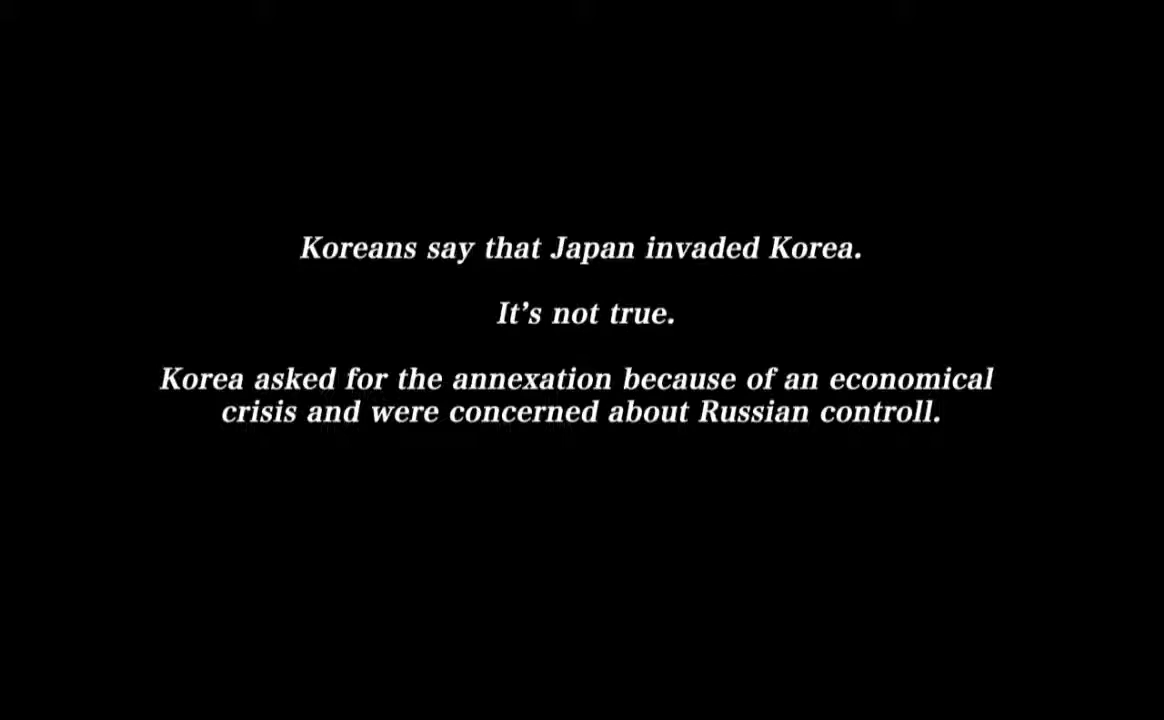 Koreans say that Japan invaded Korea.
It’s not true.
Korea asked for the annexation because of an economical
crisis and were concerned about Russian controll.